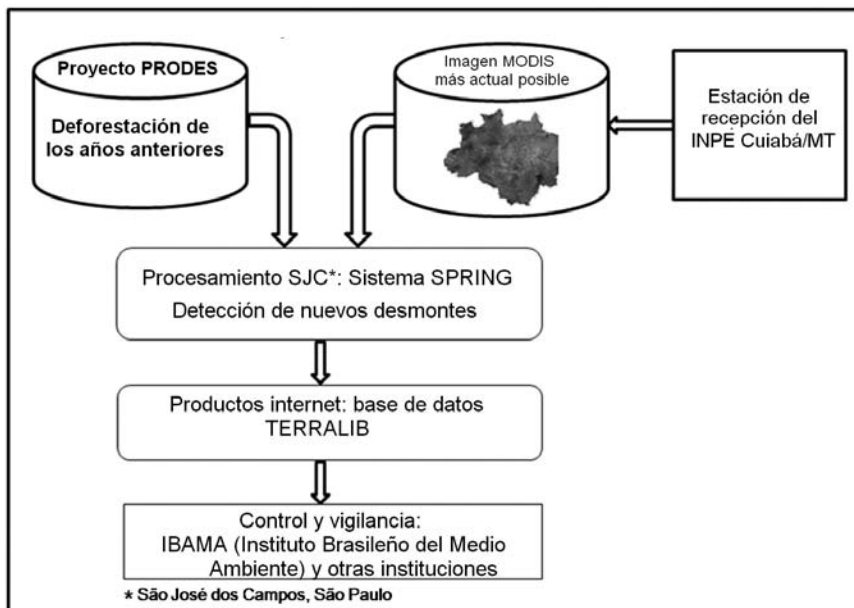 Proyecto PRODES
Deforestación de
los años anteriores
Imagen MODIS
más actual posible
Estación de
recepción del
INPE Cuiabá/MT
Procesamiento SJC*: Sistema SPRING
Detección de nuevos desmontes
Productos internet: base de datos
TERRALIB
Control y vigilancia:
IBAMA (Instituto Brasileño del Medio
Ambiente) y otras instituciones
* São José dos Campos, São Paulo